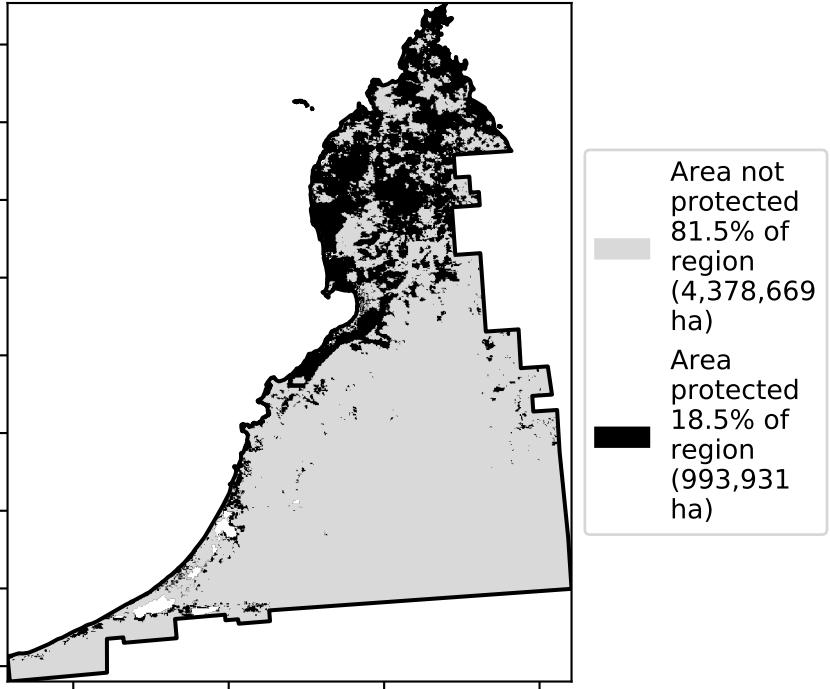 Area not
protected
81.5% of
region
(4,378,669
ha)
Area
protected
18.5% of
region
(993,931
ha)